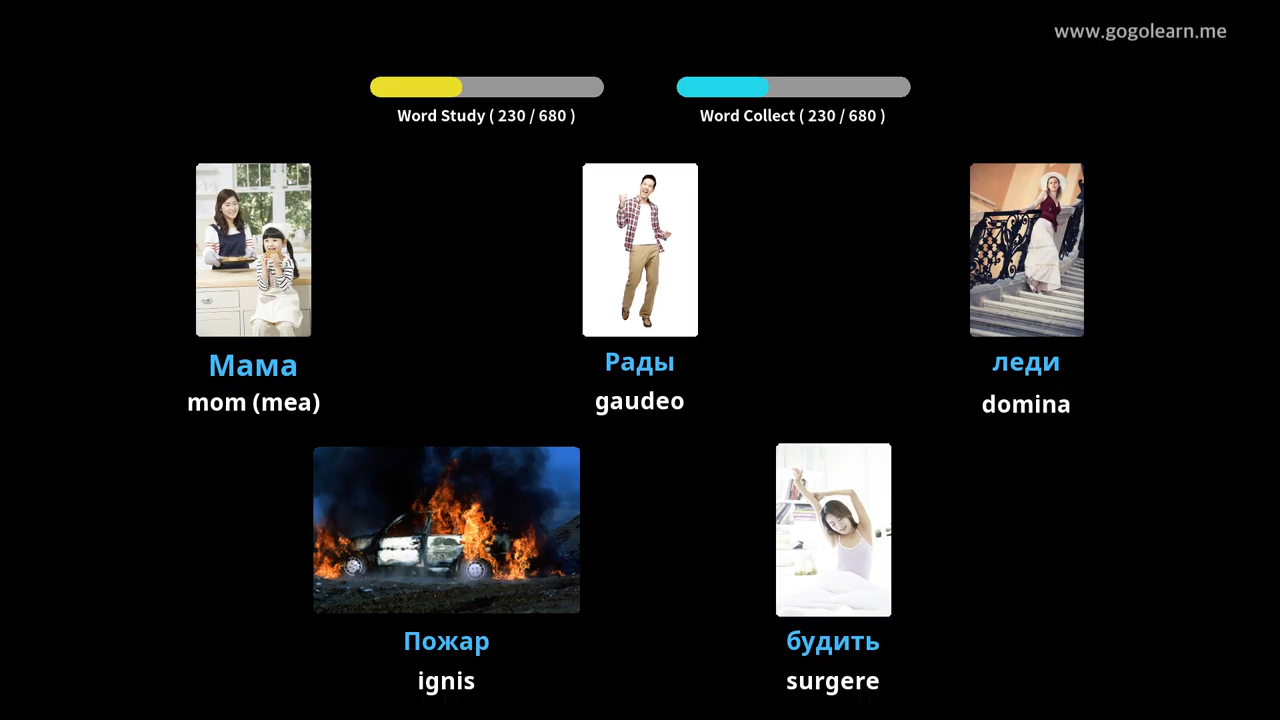 www.gogolearn.me
Word Study ( 230 / 680 )
Word Collect ( 230 / 680 )
Мама
mom (mea)
Рады
gaudeo
леди
domina
Пожар
ignis
будить
surgere